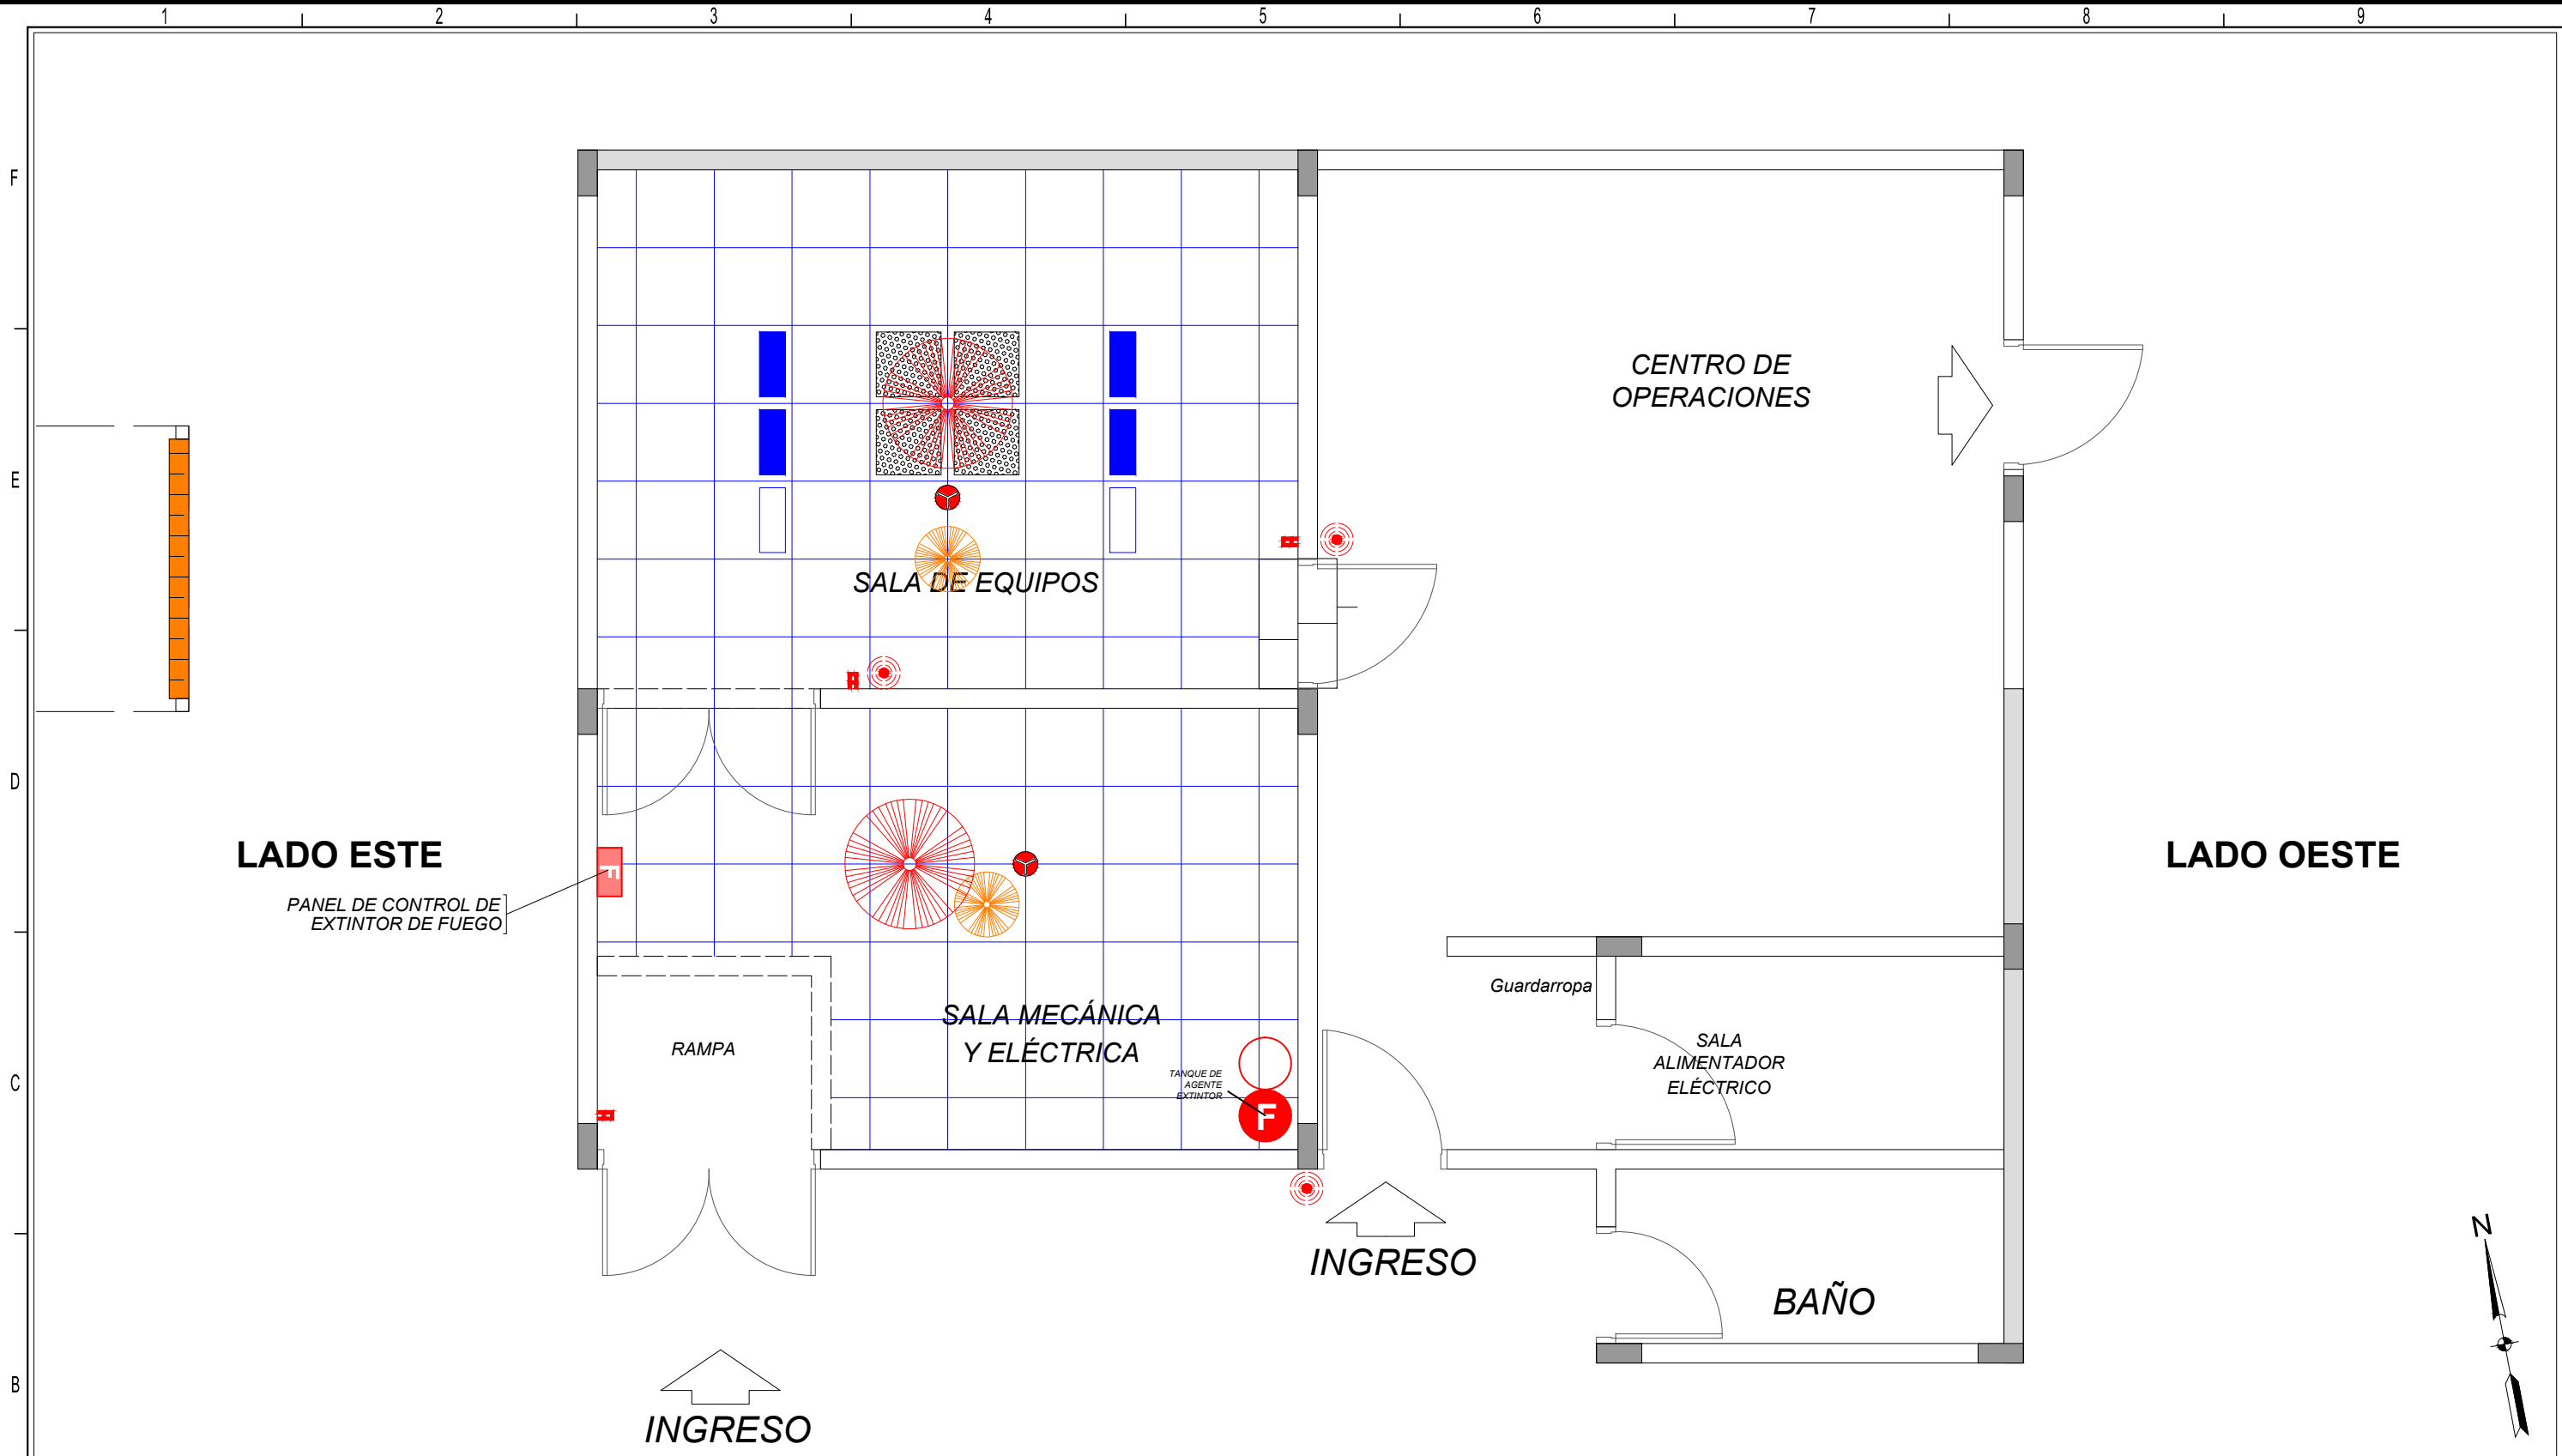 1 2 3 4 5 6 7 8 9
F
E
D
C
B
CENTRO DE
OPERACIONES
SALA DE EQUIPOS
LADO ESTE
LADO OESTE
PANEL DE CONTROL DE
EXTINTOR DE FUEGO
F
Guardarropa
SALA MECÁNICA
Y ELÉCTRICA
RAMPA
SALA
ALIMENTADOR
ELÉCTRICO
TANQUE DE
AGENTE
EXTINTOR
F
INGRESO
BAÑO
N
INGRESO